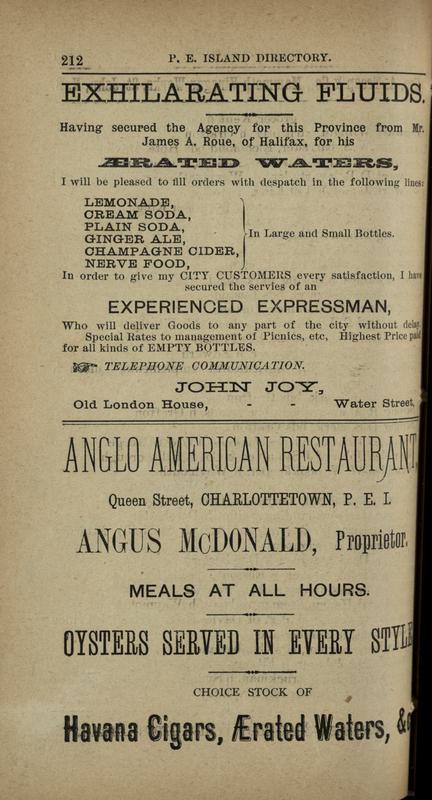 212
P. E. ISLAND DIRECTORY.
EXHILARATING FLUIDS.
Having secured the Agency for this Province from Mr.
James A. Roue, of Halifax, for his
ÆRATED WATERS,
I will be pleased to fill orders with despatch in the following lines:
LEMONADE,
CREAM SODA,
PLAIN SODA,
GINGER ALE,
CHAMPAGNE CIDER,
NERVE FOOD,
In Large and Small Bottles.
In order to give my CITY CUSTOMERS every satisfaction, I have
secured the servies of an
EXPERIENCED EXPRESSMAN,
Who will deliver Goods to any part of the city without delay.
Special Rates to management of Picnics, etc, Highest Price paid
for all kinds of EMPTY BOTTLES.
TELEPHONE COMMUNICATION.
JOHN JOY,
Old London House, - - Water Street,
ANGLO AMERICAN RESTAURANT,
Queen Street, CHARLOTTETOWN, P. E. I.
ANGUS McDONALD, Proprietor.
MEALS AT ALL HOURS.
OYSTERS SERVED IN EVERY STYLE
CHOICE STOCK OF
Havana Cigars, Ærated Waters,